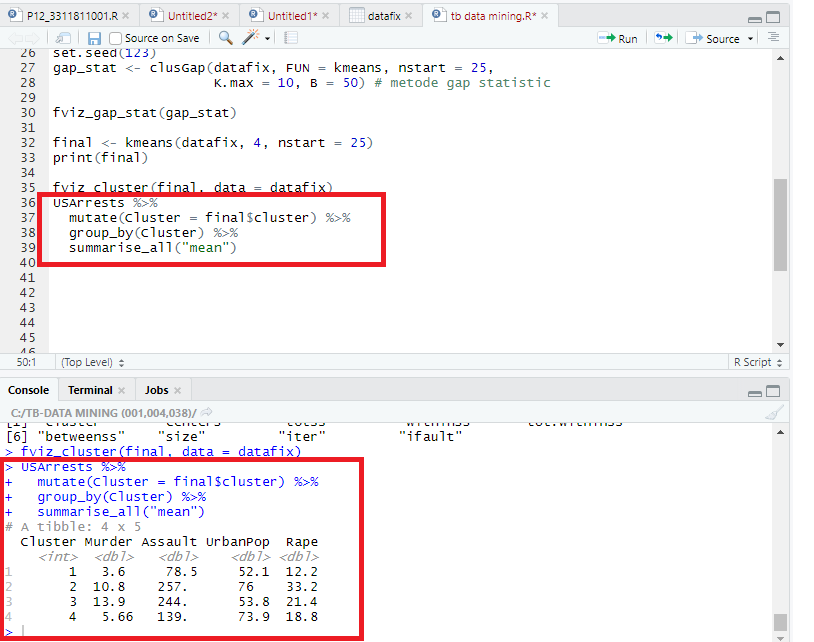 P12_3311811001.R
Untitled2*
Untitled1*
datafix
tb data mining.R*
Source on Save
Run
Source
26 set.seed(123)
27 gap_stat <- clusGap(datafix, FUN = kmeans, nstart = 25,
28 K.max = 10, B = 50) # metode gap statistic
29
30 fviz_gap_stat(gap_stat)
31
32 final <- kmeans(datafix, 4, nstart = 25)
33 print(final)
34
35 fviz_cluster(final, data = datafix)
36 USArrests %>%
37 mutate(Cluster = final$cluster) %>%
38 group_by(Cluster) %>%
39 summarise_all("mean")
40
41
42
43
44
45
46
50:1 (Top Level) R Script
Console Terminal Jobs
C:/TB-DATA MINING (001,004,038)/
[1] "cluster" "centers" "totss" "withinss" "tot.withinss"
[6] "betweenss" "size" "iter" "ifault"
> fviz_cluster(final, data = datafix)
> USArrests %>%
+ mutate(Cluster = final$cluster) %>%
+ group_by(Cluster) %>%
+ summarise_all("mean")
# A tibble: 4 x 5
Cluster Murder Assault UrbanPop Rape
<int> <dbl> <dbl> <dbl> <dbl>
1 1 3.6 78.5 52.1 12.2
2 2 10.8 257. 76 33.2
3 3 13.9 244. 53.8 21.4
4 4 5.66 139. 73.9 18.8
>